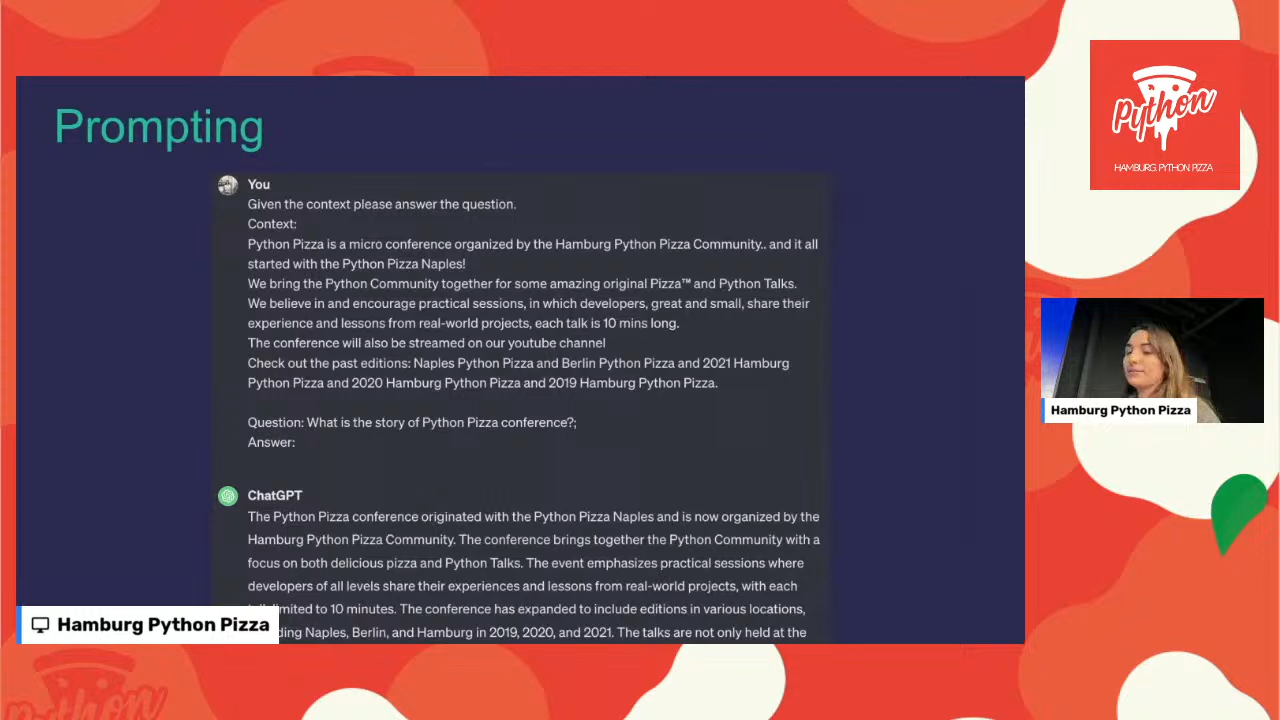 Prompting
You
Given the context please answer the question.
Context:
Python Pizza is a micro conference organized by the Hamburg Python Pizza Community.. and it all
started with the Python Pizza Naples!
We bring the Python Community together for some amazing original Pizza™ and Python Talks.
We believe in and encourage practical sessions, in which developers, great and small, share their
experience and lessons from real-world projects, each talk is 10 mins long.
The conference will also be streamed on our youtube channel
Check out the past editions: Naples Python Pizza and Berlin Python Pizza and 2021 Hamburg
Python Pizza and 2020 Hamburg Python Pizza and 2019 Hamburg Python Pizza.
Question: What is the story of Python Pizza conference?;
Answer:
ChatGPT
The Python Pizza conference originated with the Python Pizza Naples and is now organized by the
Hamburg Python Pizza Community. The conference brings together the Python Community with a
focus on both delicious pizza and Python Talks. The event emphasizes practical sessions where
developers of all levels share their experiences and lessons from real-world projects, with each
limited to 10 minutes. The conference has expanded to include editions in various locations,
Naples, Berlin, and Hamburg in 2019, 2020, and 2021. The talks are not only held at the
Hamburg Python Pizza
Python
HAMBURG PYTHON PIZZA
Hamburg Python Pizza
Python